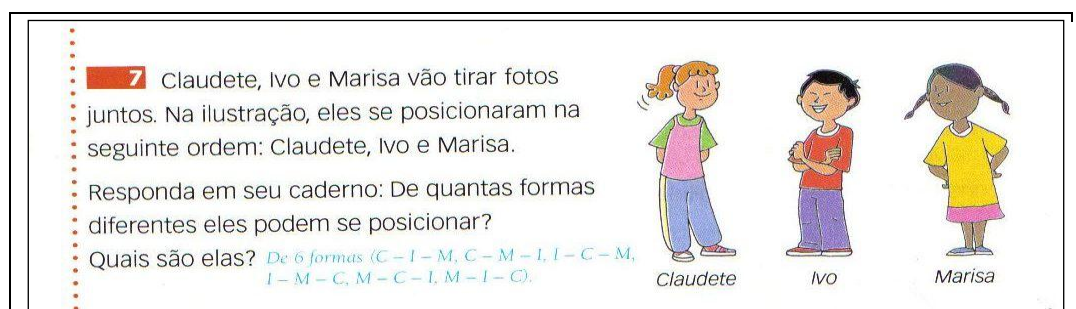 7 Claudete, Ivo e Marisa vão tirar fotos
juntos. Na ilustração, eles se posicionaram na
seguinte ordem: Claudete, Ivo e Marisa.
Responda em seu caderno: De quantas formas
diferentes eles podem se posicionar?
Quais são elas? De 6 formas (C – I – M, C – M – I, I – C – M,
I – M – C, M – C – I, M – I – C).
Claudete Ivo Marisa